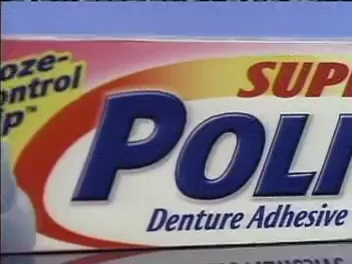 oze-
ontrol
p™
SUP
POLI
Denture Adhesive